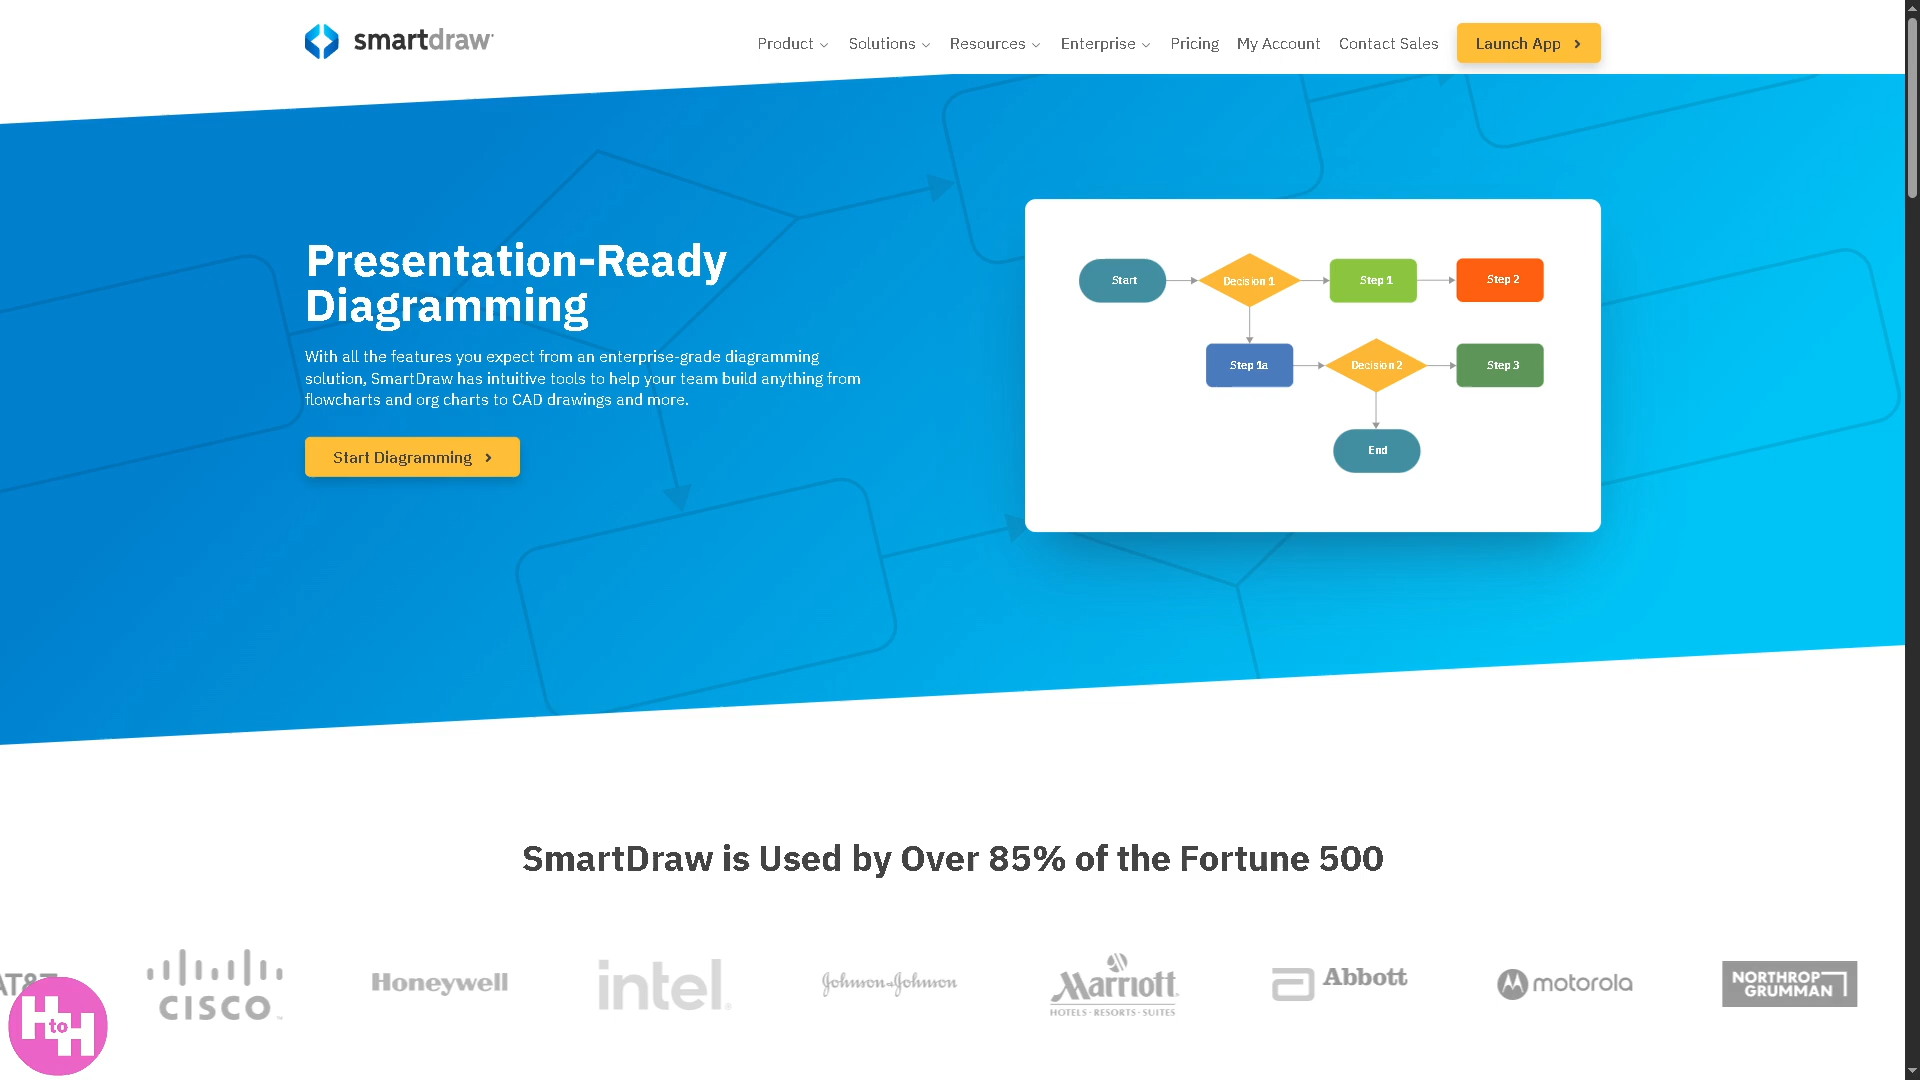 smartdraw
Product
Solutions
Resources
Enterprise
Pricing
My Account
Contact Sales
Launch App
Presentation-Ready
Diagramming
With all the features you expect from an enterprise-grade diagramming
solution, SmartDraw has intuitive tools to help your team build anything from
flowcharts and org charts to CAD drawings and more.
Start Diagramming
Start
Decision 1
Step 1
Step 2
Step 1a
Decision 2
Step 3
End
SmartDraw is Used by Over 85% of the Fortune 500
AT&T
CISCO
Honeywell
intel.
Johnson & Johnson
Marriott
HOTELS · RESORTS · SUITES
Abbott
motorola
NORTHROP
GRUMMAN
H to H